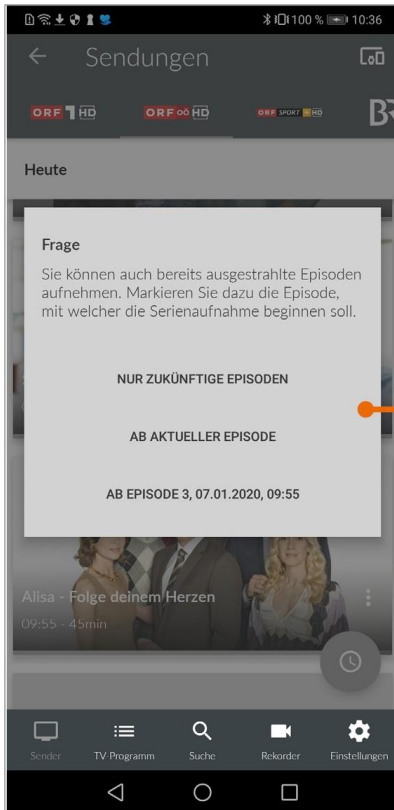 100 % 10:36
Sendungen
ORF 1 HD ORF oö HD ORF SPORT + HD BR
Heute
Frage
Sie können auch bereits ausgestrahlte Episoden
aufnehmen. Markieren Sie dazu die Episode,
mit welcher die Serienaufnahme beginnen soll.
NUR ZUKÜNFTIGE EPISODEN
AB AKTUELLER EPISODE
AB EPISODE 3, 07.01.2020, 09:55
Alisa - Folge deinem Herzen
09:55 - 45min
Sender TV-Programm Suche Rekorder Einstellungen